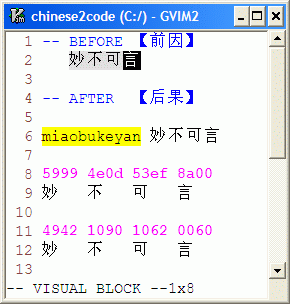 chinese2code (C:/) - GVIM2
1 -- BEFORE 【前因】
2 妙不可言
3
4 -- AFTER 【后果】
5
6 miaobukeyan 妙不可言
7
8 5999 4e0d 53ef 8a00
9 妙 不 可 言
10
11 4942 1090 1062 0060
12 妙 不 可 言
13
-- VISUAL BLOCK --1x8